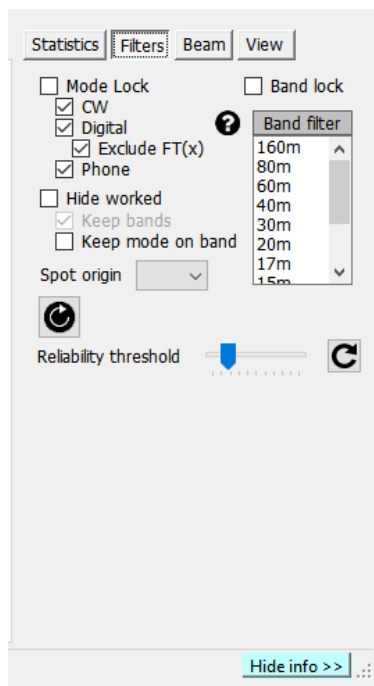 Statistics Filters Beam View
Mode Lock
Band lock
CW
Digital
Exclude FT(x)
Phone
?
Band filter
160m
80m
60m
40m
30m
20m
17m
15m
Hide worked
Keep bands
Keep mode on band
Spot origin
Reliability threshold
Hide info >>